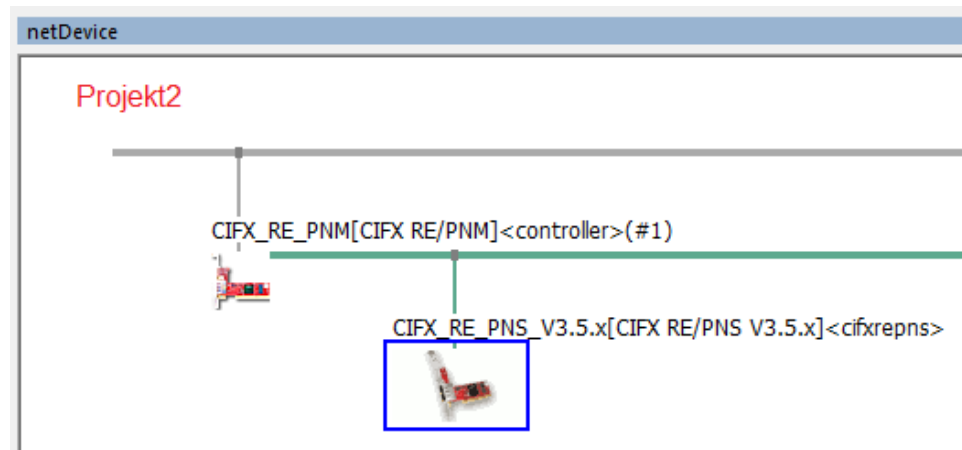 netDevice
Projekt2
CIFX_RE_PNM[CIFX RE/PNM]<controller>(#1)
CIFX_RE_PNS_V3.5.x[CIFX RE/PNS V3.5.x]<cifxrepns>